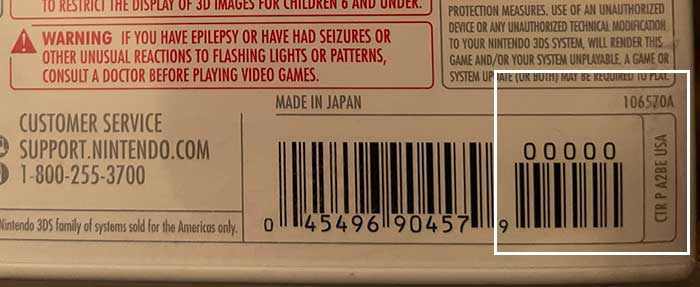 TO RESTRICT THE DISPLAY OF 3D IMAGES FOR CHILDREN 6 AND UNDER.
WARNING IF YOU HAVE EPILEPSY OR HAVE HAD SEIZURES OR
OTHER UNUSUAL REACTIONS TO FLASHING LIGHTS OR PATTERNS,
CONSULT A DOCTOR BEFORE PLAYING VIDEO GAMES.
PROTECTION MEASURES. USE OF AN UNAUTHORIZED
DEVICE OR ANY UNAUTHORIZED TECHNICAL MODIFICATION
TO YOUR NINTENDO 3DS SYSTEM, WILL RENDER THIS
GAME AND/OR YOUR SYSTEM UNPLAYABLE. A GAME OR
SYSTEM UPDATE (OR BOTH) MAY BE REQUIRED TO PLAY.
MADE IN JAPAN
106570A
CUSTOMER SERVICE
SUPPORT.NINTENDO.COM
1-800-255-3700
Nintendo 3DS family of systems sold for the Americas only.
0 45496 90457 9
00000
CTR P A2BE USA